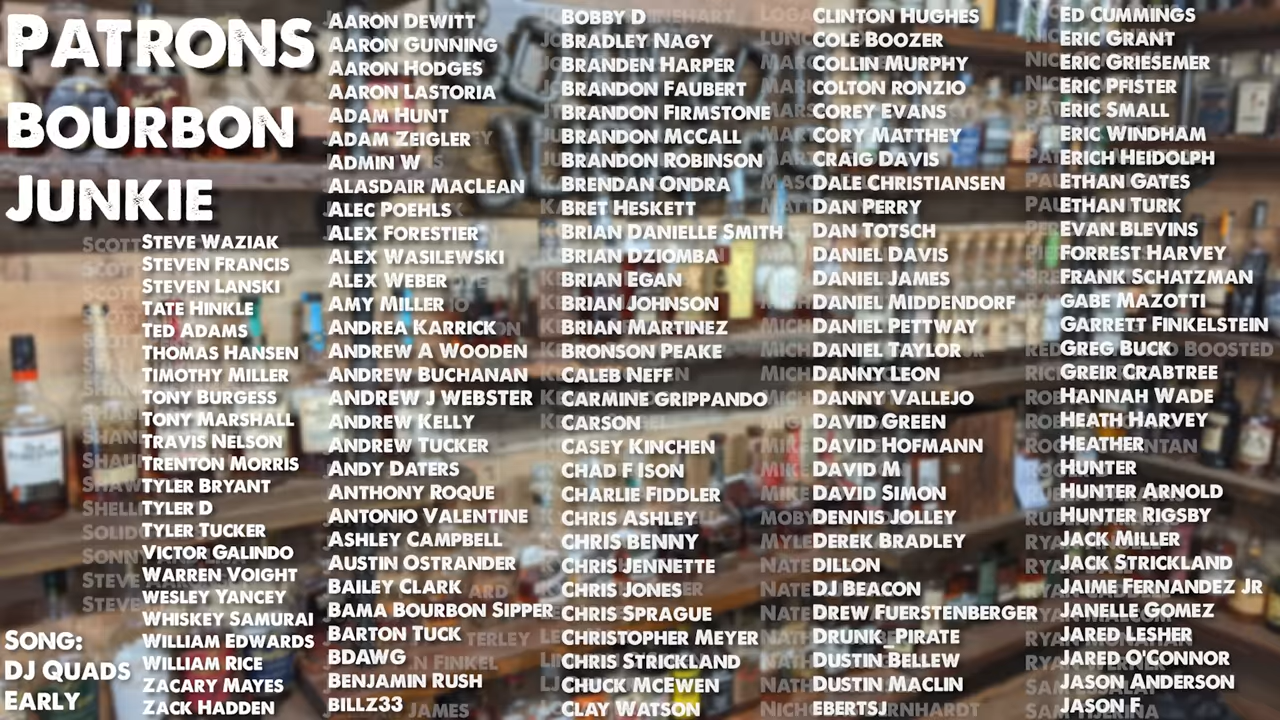 PATRONS
BOURBON
JUNKIE
STEVE WAZIAK
STEVEN FRANCIS
STEVEN LANSKI
TATE HINKLE
TED ADAMS
THOMAS HANSEN
TIMOTHY MILLER
TONY BURGESS
TONY MARSHALL
TRAVIS NELSON
TRENTON MORRIS
TYLER BRYANT
TYLER D
TYLER TUCKER
VICTOR GALINDO
WARREN VOIGHT
WESLEY YANCEY
WHISKEY SAMURAI
WILLIAM EDWARDS
WILLIAM RICE
ZACARY MAYES
ZACK HADDEN
SONG:
DJ QUADS
EARLY
AARON DEWITT
AARON GUNNING
AARON HODGES
AARON LASTORIA
ADAM HUNT
ADAM ZEIGLER
ADMIN W
ALASDAIR MACLEAN
ALEC POEHLS
ALEX FORESTIER
ALEX WASILEWSKI
ALEX WEBER
AMY MILLER
ANDREA KARRICK
ANDREW A WOODEN
ANDREW BUCHANAN
ANDREW J WEBSTER
ANDREW KELLY
ANDREW TUCKER
ANDY DATERS
ANTHONY ROQUE
ANTONIO VALENTINE
ASHLEY CAMPBELL
AUSTIN OSTRANDER
BAILEY CLARK
BAMA BOURBON SIPPER
BARTON TUCK
BDAWG
BENJAMIN RUSH
BILLZ33
BOBBY D
BRADLEY NAGY
BRANDEN HARPER
BRANDON FAUBERT
BRANDON FIRMSTONE
BRANDON MCCALL
BRANDON ROBINSON
BRENDAN ONDRA
BRET HESKETT
BRIAN DANIELLE SMITH
BRIAN DZIOMBA
BRIAN EGAN
BRIAN JOHNSON
BRIAN MARTINEZ
BRONSON PEAKE
CALEB NEFF
CARMINE GRIPPANDO
CARSON
CASEY KINCHEN
CHAD F ISON
CHARLIE FIDDLER
CHRIS ASHLEY
CHRIS BENNY
CHRIS JENNETTE
CHRIS JONES
CHRIS SPRAGUE
CHRISTOPHER MEYER
CHRIS STRICKLAND
CHUCK MCEWEN
CLAY WATSON
CLINTON HUGHES
COLE BOOZER
COLLIN MURPHY
COLTON RONZIO
COREY EVANS
CORY MATTHEY
CRAIG DAVIS
DALE CHRISTIANSEN
DAN PERRY
DAN TOTSCH
DANIEL DAVIS
DANIEL JAMES
DANIEL MIDDENDORF
DANIEL PETTWAY
DANIEL TAYLOR
DANNY LEON
DANNY VALLEJO
DAVID GREEN
DAVID HOFMANN
DAVID M
DAVID SIMON
DENNIS JOLLEY
DEREK BRADLEY
DILLON
DJ BEACON
DREW FUERSTENBERGER
DRUNK_PIRATE
DUSTIN BELLEW
DUSTIN MACLIN
EBERTSJ
ED CUMMINGS
ERIC GRANT
ERIC GRIESEMER
ERIC PFISTER
ERIC SMALL
ERIC WINDHAM
ERICH HEIDOLPH
ETHAN GATES
ETHAN TURK
EVAN BLEVINS
FORREST HARVEY
FRANK SCHATZMAN
GABE MAZOTTI
GARRETT FINKELSTEIN
GREG BUCK
GREIR CRABTREE
HANNAH WADE
HEATH HARVEY
HEATHER
HUNTER
HUNTER ARNOLD
HUNTER RIGSBY
JACK MILLER
JACK STRICKLAND
JAIME FERNANDEZ JR
JANELLE GOMEZ
JARED LESHER
JARED O'CONNOR
JASON ANDERSON
JASON F